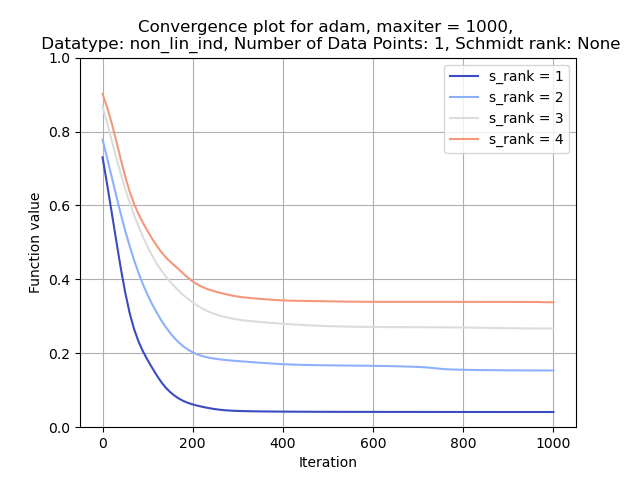 Convergence plot for adam, maxiter = 1000,
Datatype: non_lin_ind, Number of Data Points: 1, Schmidt rank: None
1.0
0.8
0.6
0.4
0.2
0.0
Function value
s_rank = 1
s_rank = 2
s_rank = 3
s_rank = 4
0 200 400 600 800 1000
Iteration